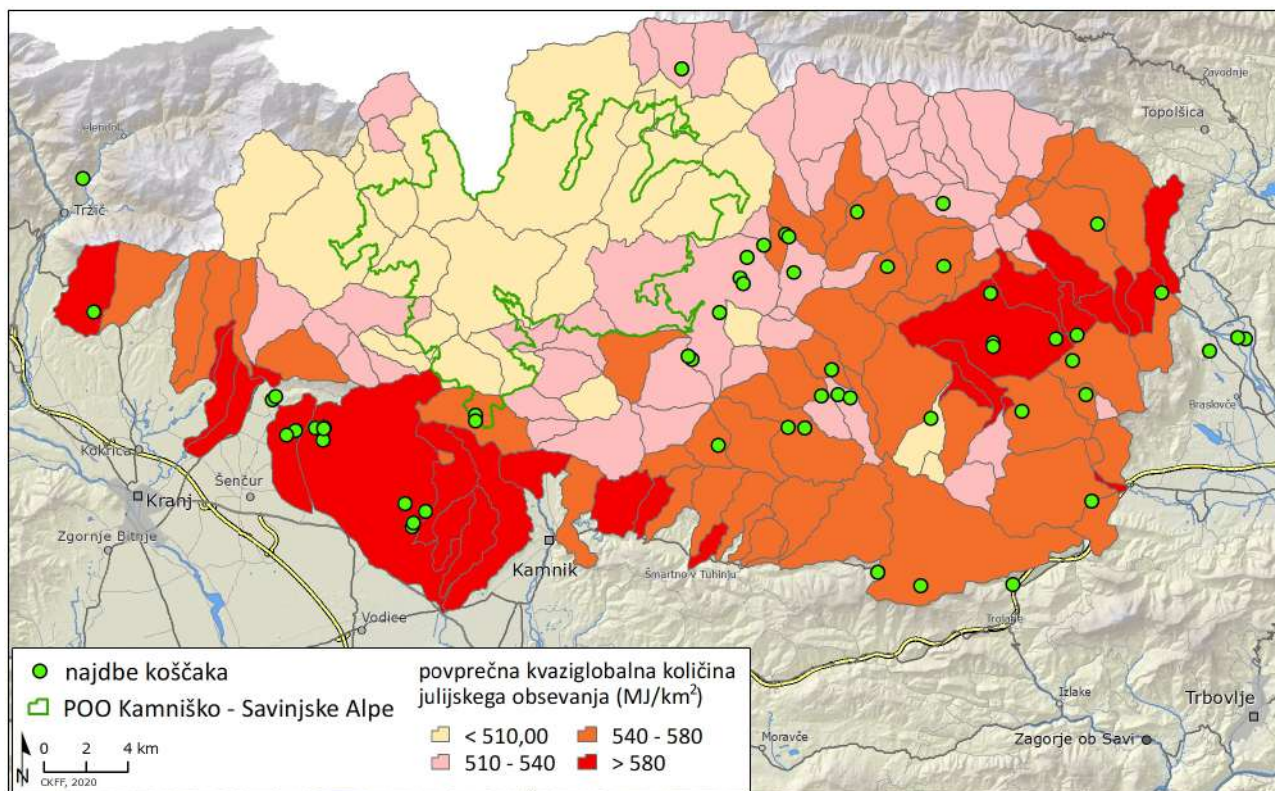 Zavodnje
Topolšica
Jelendol
Tržič
Braslovče
Kokrica
Kranj
Šenčur
Zgornje Bitnje
Kamnik
Šmartno v Tuhinju
Vodice
Trojane
Izlake
Trbovlje
Moravče
Zagorje ob Savi
najdbe koščaka
POO Kamniško - Savinjske Alpe
0 2 4 km
N
CKFF, 2020
povprečna kvaziglobalna količina
julijskega obsevanja (MJ/km²)
< 510,00
540 - 580
510 - 540
> 580